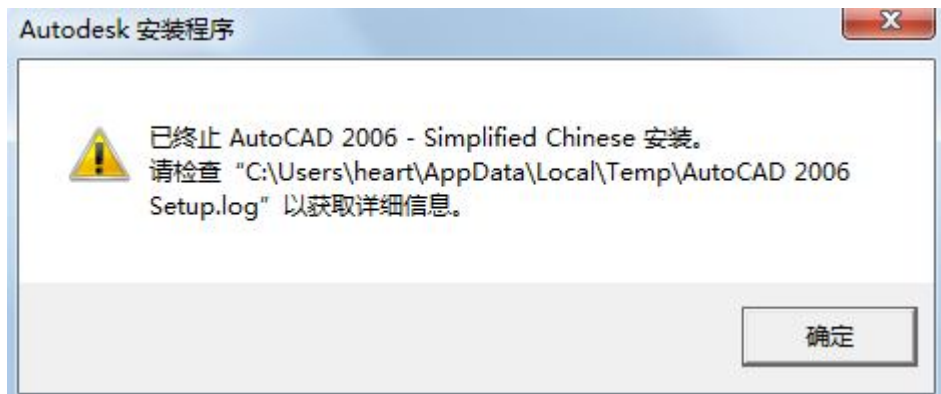 Autodesk 安装程序
已终止 AutoCAD 2006 - Simplified Chinese 安装。
请检查“C:\Users\heart\AppData\Local\Temp\AutoCAD 2006
Setup.log”以获取详细信息。
确定